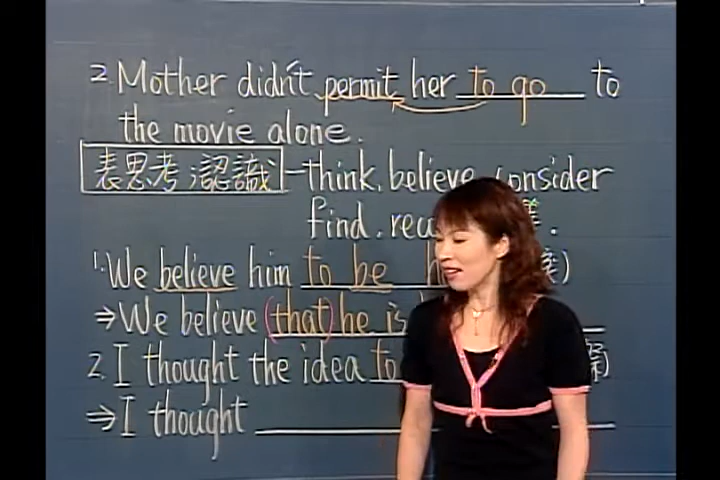 2. Mother didn't permit her to go to
the movie alone.
表思考、認識 - think, believe, consider
find.
1. We believe him to be
⇒ We believe (that) he is
2. I thought the idea to
⇒ I thought